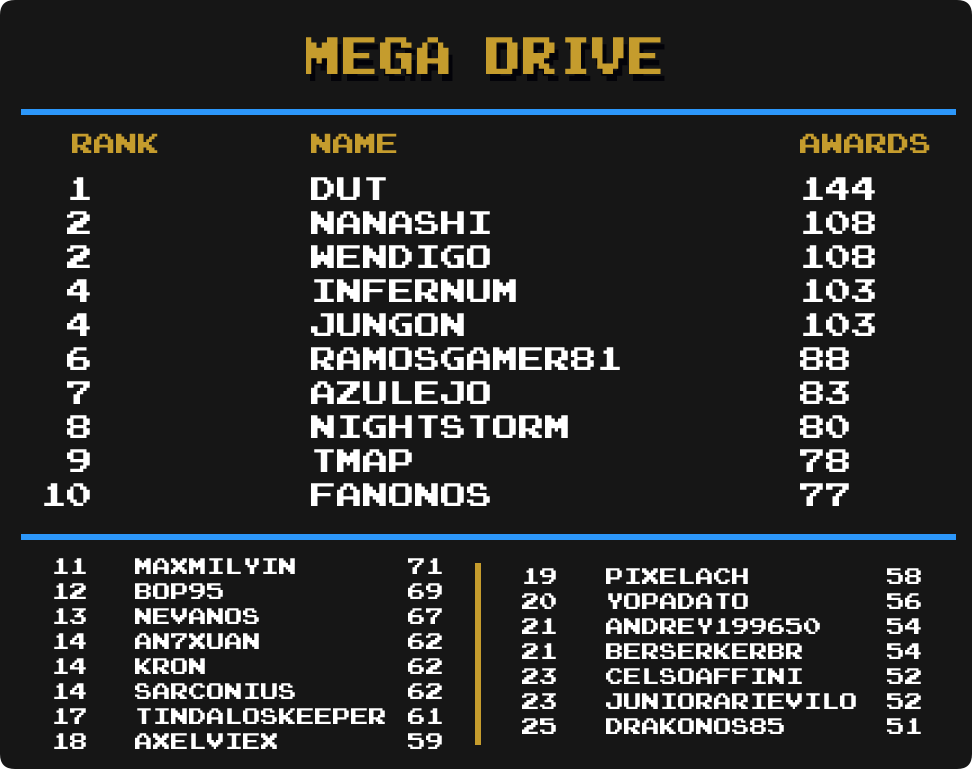 MEGA DRIVE
RANK NAME AWARDS
1 DUT 144
2 NANASHI 108
2 WENDIGO 108
4 INFERNUM 103
4 JUNGON 103
6 RAMOSGAMER81 88
7 AZULEJO 83
8 NIGHTSTORM 80
9 TMAP 78
10 FANONOS 77
11 MAXMILYIN 71
12 BOP95 69
13 NEVANOS 67
14 AN7XUAN 62
14 KRON 62
14 SARCONIUS 62
17 TINDALOSKEEPER 61
18 AXELVIEX 59
19 PIXELACH 58
20 YOPADATO 56
21 ANDREY199650 54
21 BERSERKERBR 54
23 CELSOAFFINI 52
23 JUNIORARIEVILO 52
25 DRAKONOS85 51